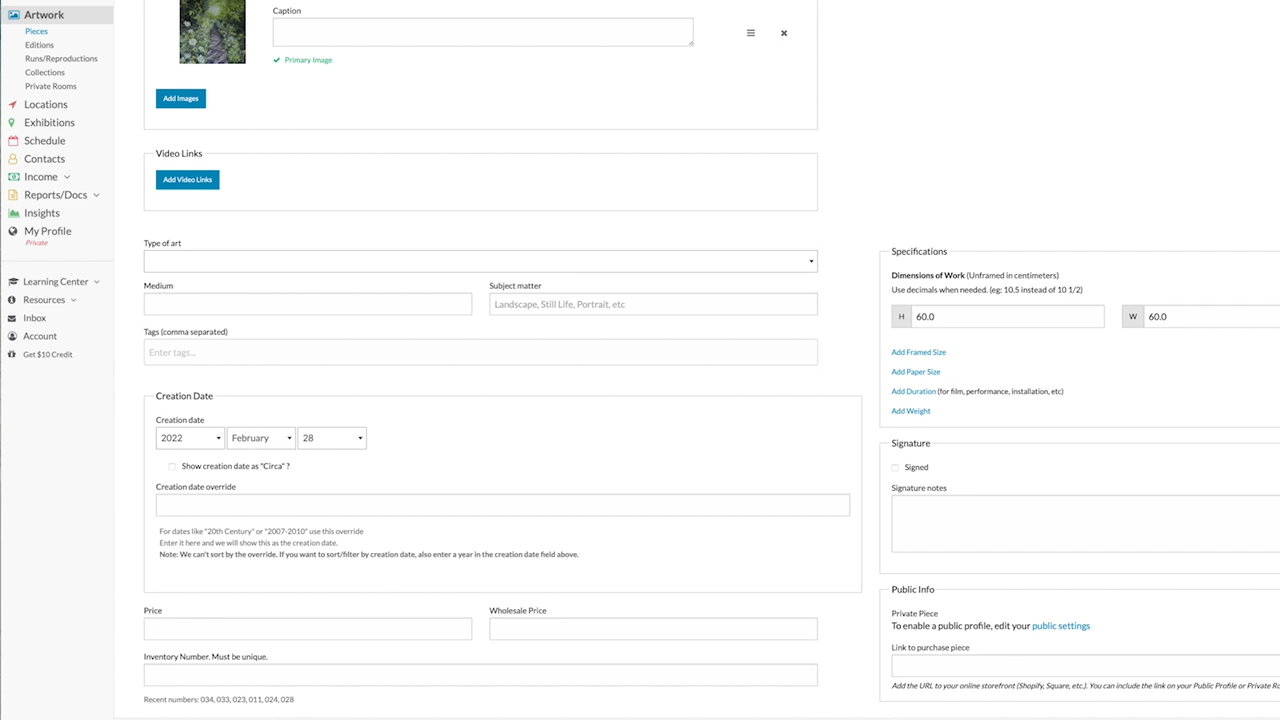 Artwork
Pieces
Editions
Runs/Reproductions
Collections
Private Rooms
Locations
Exhibitions
Schedule
Contacts
Income
Reports/Docs
Insights
My Profile
Private
Learning Center
Resources
Inbox
Account
Get $10 Credit
Caption
Primary Image
Add Images
Video Links
Add Video Links
Type of art
Medium
Subject matter
Landscape, Still Life, Portrait, etc
Tags (comma separated)
Enter tags...
Creation Date
Creation date
2022 February 28
Show creation date as "Circa" ?
Creation date override
For dates like "20th Century" or "2007-2010" use this override
Enter it here and we will show this as the creation date.
Note: We can't sort by the override. If you want to sort/filter by creation date, also enter a year in the creation date field above.
Price
Wholesale Price
Inventory Number. Must be unique.
Recent numbers: 034, 033, 023, 011, 024, 028
Specifications
Dimensions of Work (Unframed in centimeters)
Use decimals when needed. (eg: 10.5 instead of 10 1/2)
H 60.0 W 60.0
Add Framed Size
Add Paper Size
Add Duration (for film, performance, installation, etc)
Add Weight
Signature
Signed
Signature notes
Public Info
Private Piece
To enable a public profile, edit your public settings
Link to purchase piece
Add the URL to your online storefront (Shopify, Square, etc.). You can include the link on your Public Profile or Private Ro